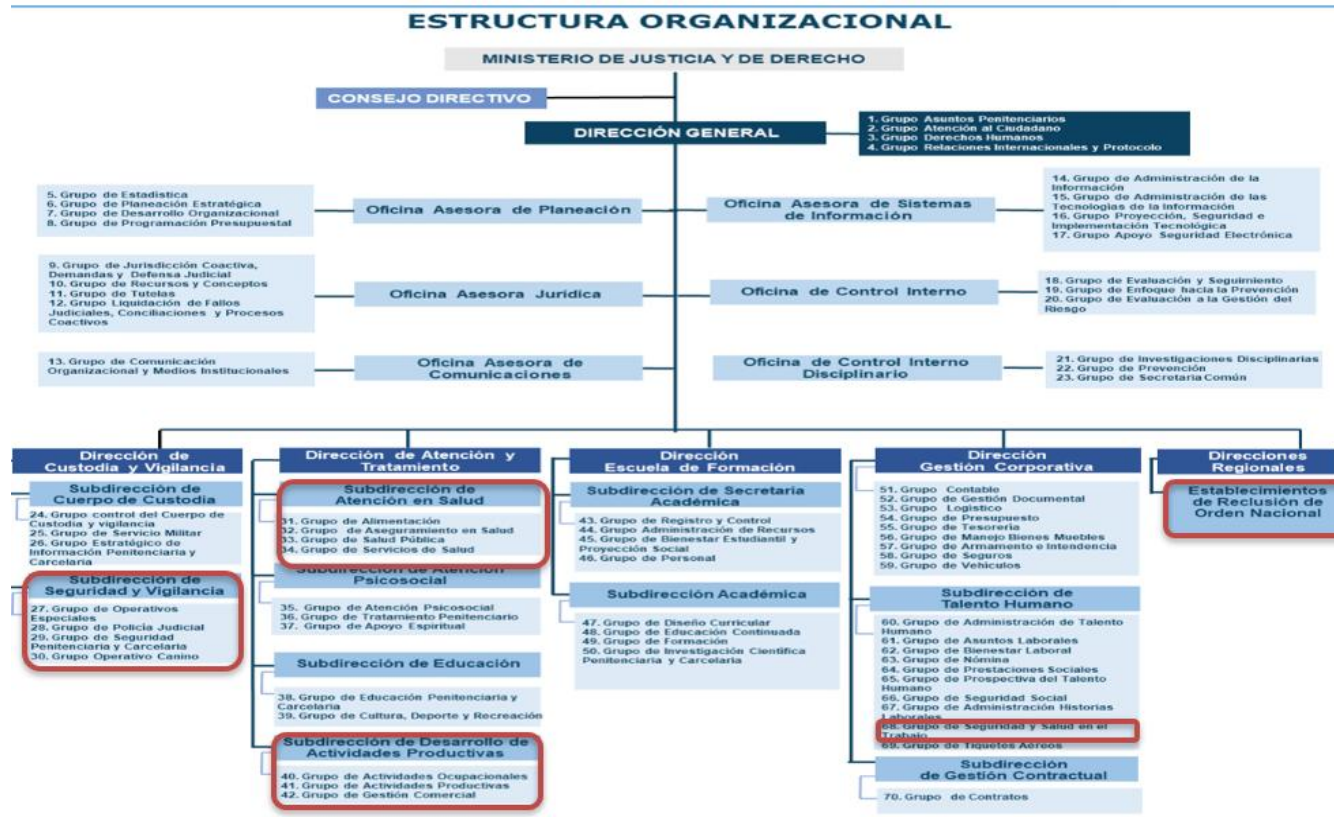 ESTRUCTURA ORGANIZACIONAL
MINISTERIO DE JUSTICIA Y DE DERECHO
CONSEJO DIRECTIVO
DIRECCIÓN GENERAL
1. Grupo Asuntos Penitenciarios
2. Grupo Atención al Ciudadano
3. Grupo Derechos Humanos
4. Grupo Relaciones Internacionales y Protocolo
5. Grupo de Estadística
6. Grupo de Planeación Estratégica
7. Grupo de Desarrollo Organizacional
8. Grupo de Programación Presupuestal
Oficina Asesora de Planeación
Oficina Asesora de Sistemas
de Información
14. Grupo de Administración de la
Información
15. Grupo de Administración de las
Tecnologías de la Información
16. Grupo Proyección, Seguridad e
Implementación Tecnológica
17. Grupo Apoyo Seguridad Electrónica
9. Grupo de Jurisdicción Coactiva,
Demandas y Defensa Judicial
10. Grupo de Recursos y Conceptos
11. Grupo de Tutelas
12. Grupo Liquidación de Fallos
Judiciales, Conciliaciones y Procesos
Coactivos
Oficina Asesora Jurídica
Oficina de Control Interno
18. Grupo de Evaluación y Seguimiento
19. Grupo de Enfoque hacia la Prevención
20. Grupo de Evaluación a la Gestión del
Riesgo
13. Grupo de Comunicación
Organizacional y Medios Institucionales
Oficina Asesora de
Comunicaciones
Oficina de Control Interno
Disciplinario
21. Grupo de Investigaciones Disciplinarias
22. Grupo de Prevención
23. Grupo de Secretaria Común
Dirección de
Custodia y Vigilancia
Subdirección de
Cuerpo de Custodia
24. Grupo control del Cuerpo de
Custodia y vigilancia
25. Grupo de Servicio Militar
26. Grupo Estratégico de
Información Penitenciaria y
Carcelaria
Subdirección de
Seguridad y Vigilancia
27. Grupo de Operativos
Especiales
28. Grupo de Policía Judicial
29. Grupo de Seguridad
Penitenciaria y Carcelaria
30. Grupo Operativo Canino
Dirección de Atención y
Tratamiento
Subdirección de
Atención en Salud
31. Grupo de Alimentación
32. Grupo de Aseguramiento en Salud
33. Grupo de Salud Pública
34. Grupo de Servicios de Salud
Subdirección de Atención
Psicosocial
35. Grupo de Atención Psicosocial
36. Grupo de Tratamiento Penitenciario
37. Grupo de Apoyo Espiritual
Subdirección de Educación
38. Grupo de Educación Penitenciaria y
Carcelaria
39. Grupo de Cultura, Deporte y Recreación
Subdirección de Desarrollo de
Actividades Productivas
40. Grupo de Actividades Ocupacionales
41. Grupo de Actividades Productivas
42. Grupo de Gestión Comercial
Dirección
Escuela de Formación
Subdirección de Secretaria
Académica
43. Grupo de Registro y Control
44. Grupo Administración de Recursos
45. Grupo de Bienestar Estudiantil y
Proyección Social
46. Grupo de Personal
Subdirección Académica
47. Grupo de Diseño Curricular
48. Grupo de Educación Continuada
49. Grupo de Formación
50. Grupo de Investigación Científica
Penitenciaria y Carcelaria
Dirección
Gestión Corporativa
51. Grupo Contable
52. Grupo de Gestión Documental
53. Grupo Logístico
54. Grupo de Presupuesto
55. Grupo de Tesorería
56. Grupo de Manejo Bienes Muebles
57. Grupo de Armamento e Intendencia
58. Grupo de Seguros
59. Grupo de Vehículos
Subdirección de
Talento Humano
60. Grupo de Administración de Talento
Humano
61. Grupo de Asuntos Laborales
62. Grupo de Bienestar Laboral
63. Grupo de Nómina
64. Grupo de Prestaciones Sociales
65. Grupo de Prospectiva del Talento
Humano
66. Grupo de Seguridad Social
67. Grupo de Administración Historias
Laborales
68. Grupo de Seguridad y Salud en el
Trabajo
69. Grupo de Tiquetes Aéreos
Subdirección
de Gestión Contractual
70. Grupo de Contratos
Direcciones
Regionales
Establecimientos
de Reclusión de
Orden Nacional